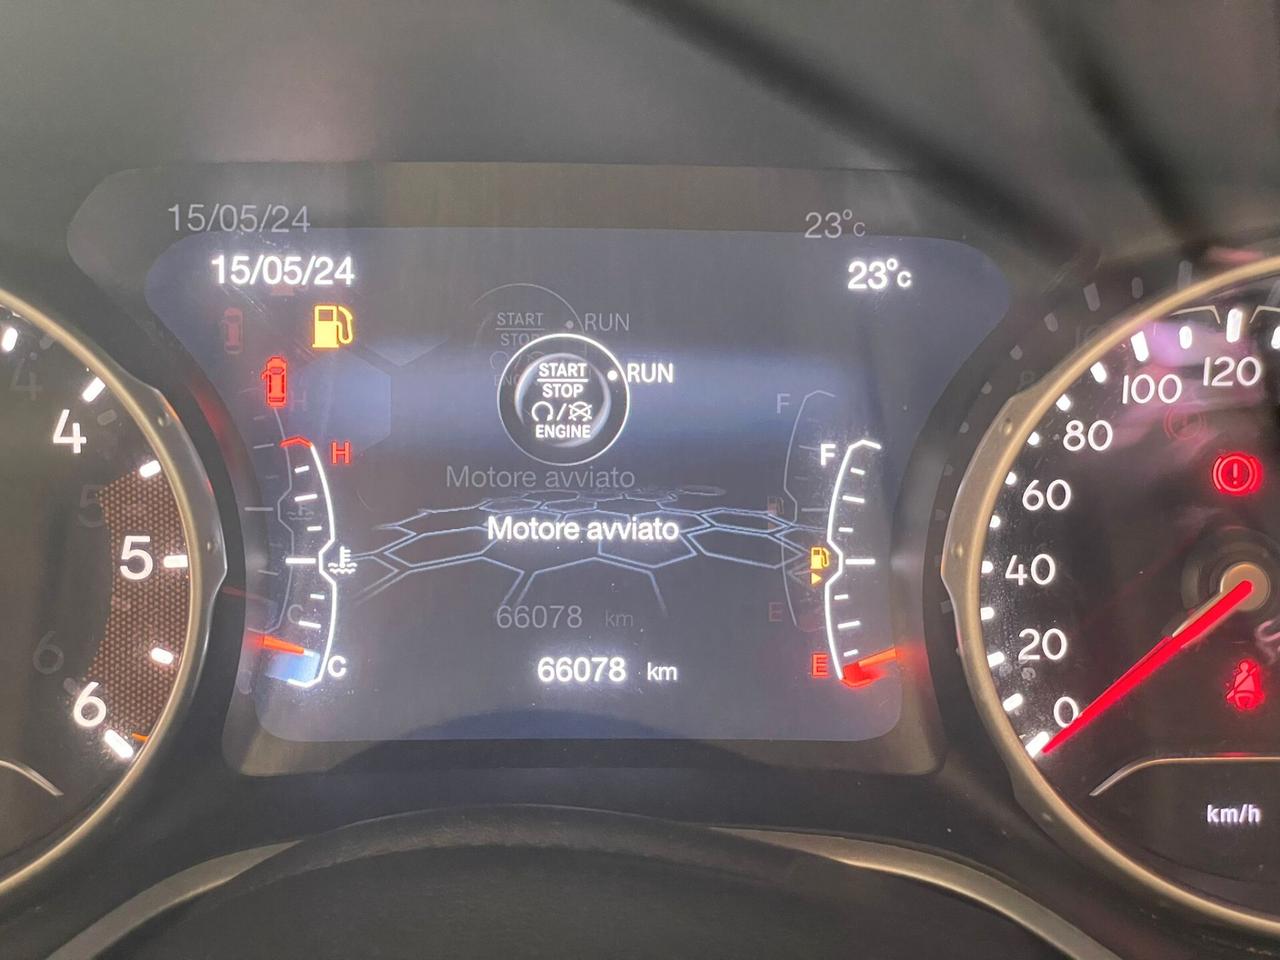 15/05/24
23°C
START
STOP
ENGINE
RUN
Motore avviato
66078 km
H
C
F
E
4
5
6
0
20
40
60
80
100
120
km/h